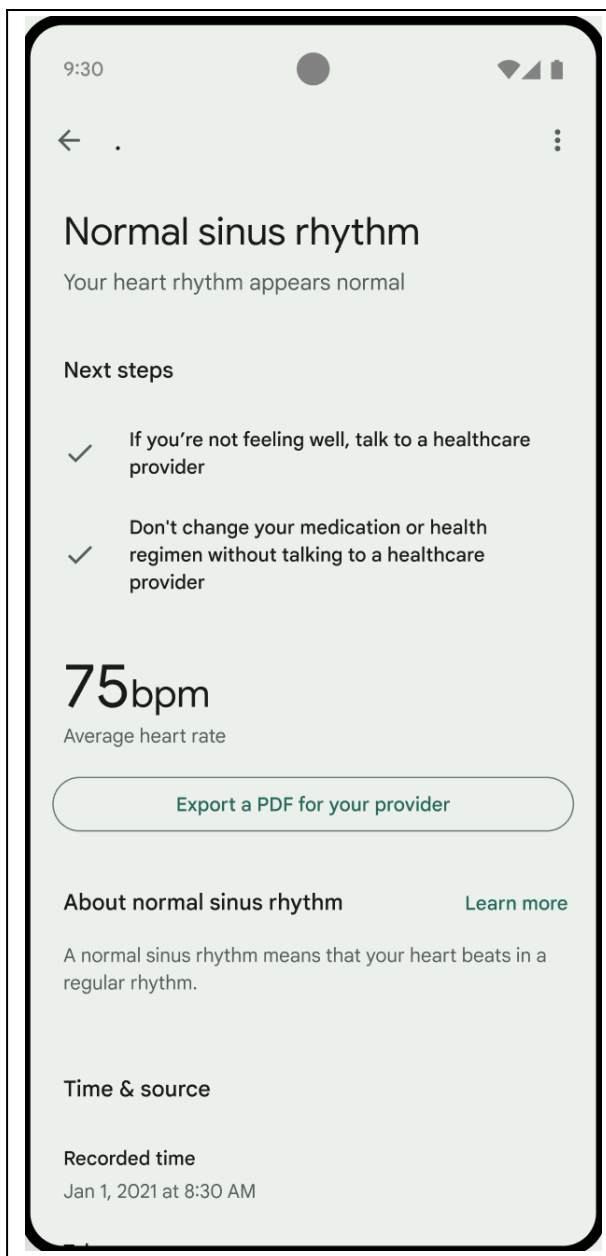 9:30
.
Normal sinus rhythm
Your heart rhythm appears normal
Next steps
If you’re not feeling well, talk to a healthcare
provider
Don't change your medication or health
regimen without talking to a healthcare
provider
75bpm
Average heart rate
Export a PDF for your provider
About normal sinus rhythm Learn more
A normal sinus rhythm means that your heart beats in a
regular rhythm.
Time & source
Recorded time
Jan 1, 2021 at 8:30 AM